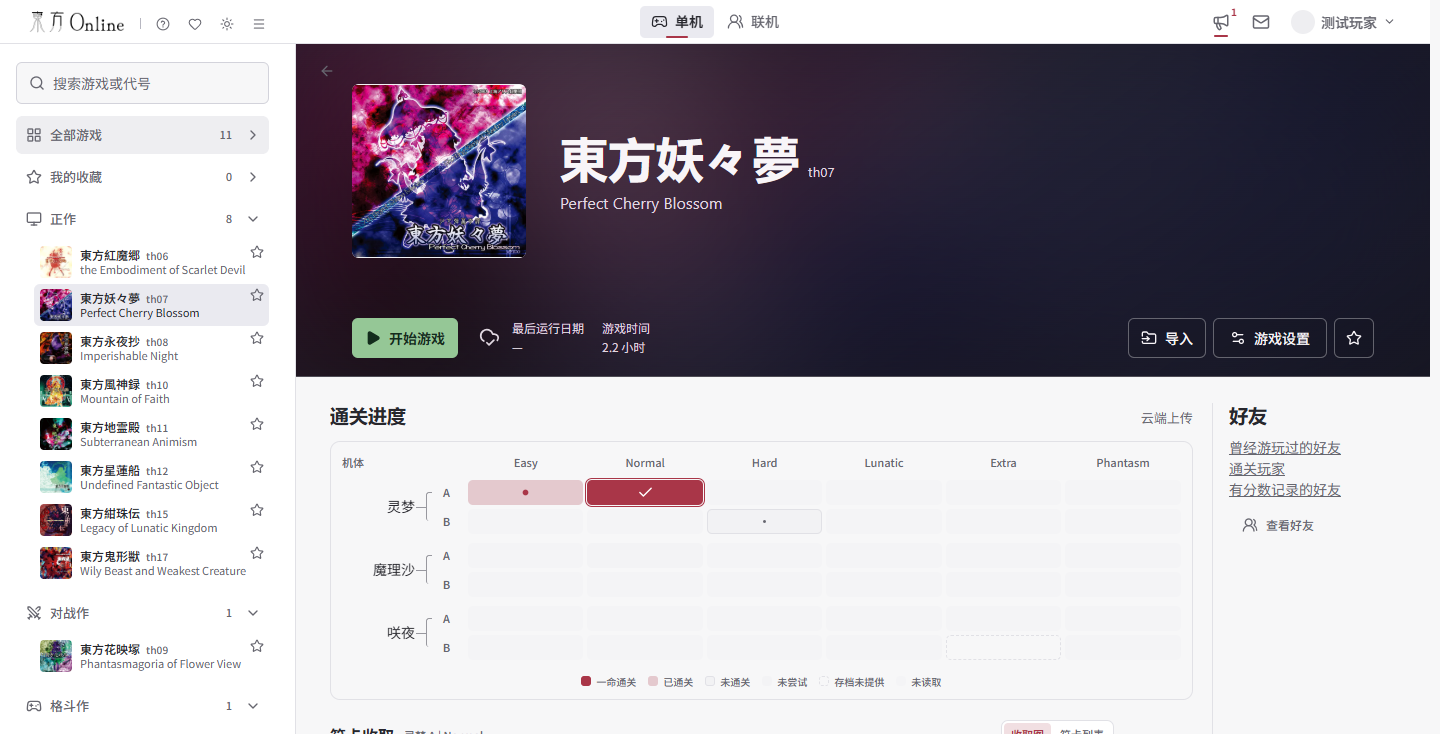 東方 Online
单机
联机
1
测试玩家
搜索游戏或代号
全部游戏 11
我的收藏 0
正作 8
東方紅魔郷 th06
the Embodiment of Scarlet Devil
東方妖々夢 th07
Perfect Cherry Blossom
東方永夜抄 th08
Imperishable Night
東方風神録 th10
Mountain of Faith
東方地霊殿 th11
Subterranean Animism
東方星蓮船 th12
Undefined Fantastic Object
東方紺珠伝 th15
Legacy of Lunatic Kingdom
東方鬼形獣 th17
Wily Beast and Weakest Creature
对战作 1
東方花映塚 th09
Phantasmagoria of Flower View
格斗作 1
東方妖々夢
Perfect Cherry Blossom
東方妖々夢 th07
Perfect Cherry Blossom
开始游戏
最后运行日期 游戏时间
— 2.2 小时
导入
游戏设置
通关进度 云端上传
机体 Easy Normal Hard Lunatic Extra Phantasm
灵梦
A
B
魔理沙
A
B
咲夜
A
B
一命通关 已通关 未通关 未尝试 存档未提供 未读取
好友
曾经游玩过的好友
通关玩家
有分数记录的好友
查看好友